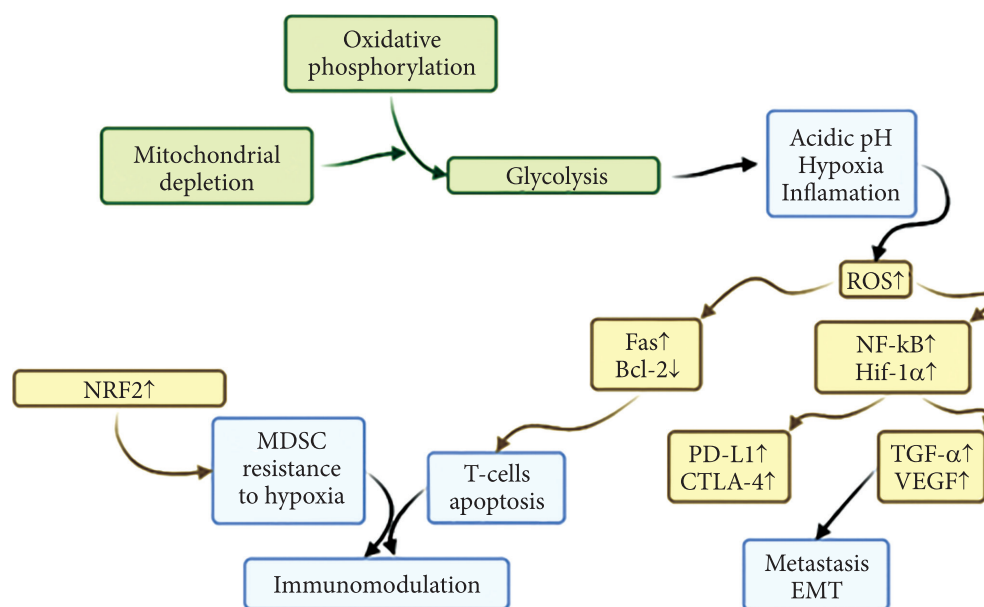 Oxidative
phosphorylation
Mitochondrial
depletion
Glycolysis
Acidic pH
Hypoxia
Inflamation
ROS↑
Fas↑
Bcl-2↓
NF-kB↑
Hif-1α↑
NRF2↑
MDSC
resistance
to hypoxia
T-cells
apoptosis
PD-L1↑
CTLA-4↑
TGF-α↑
VEGF↑
Immunomodulation
Metastasis
EMT